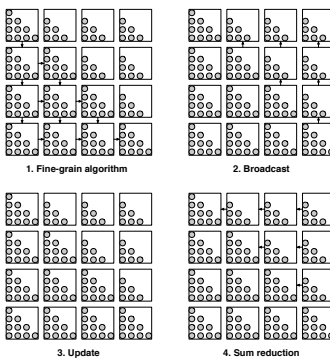 1. Fine-grain algorithm
2. Broadcast
3. Update
4. Sum reduction